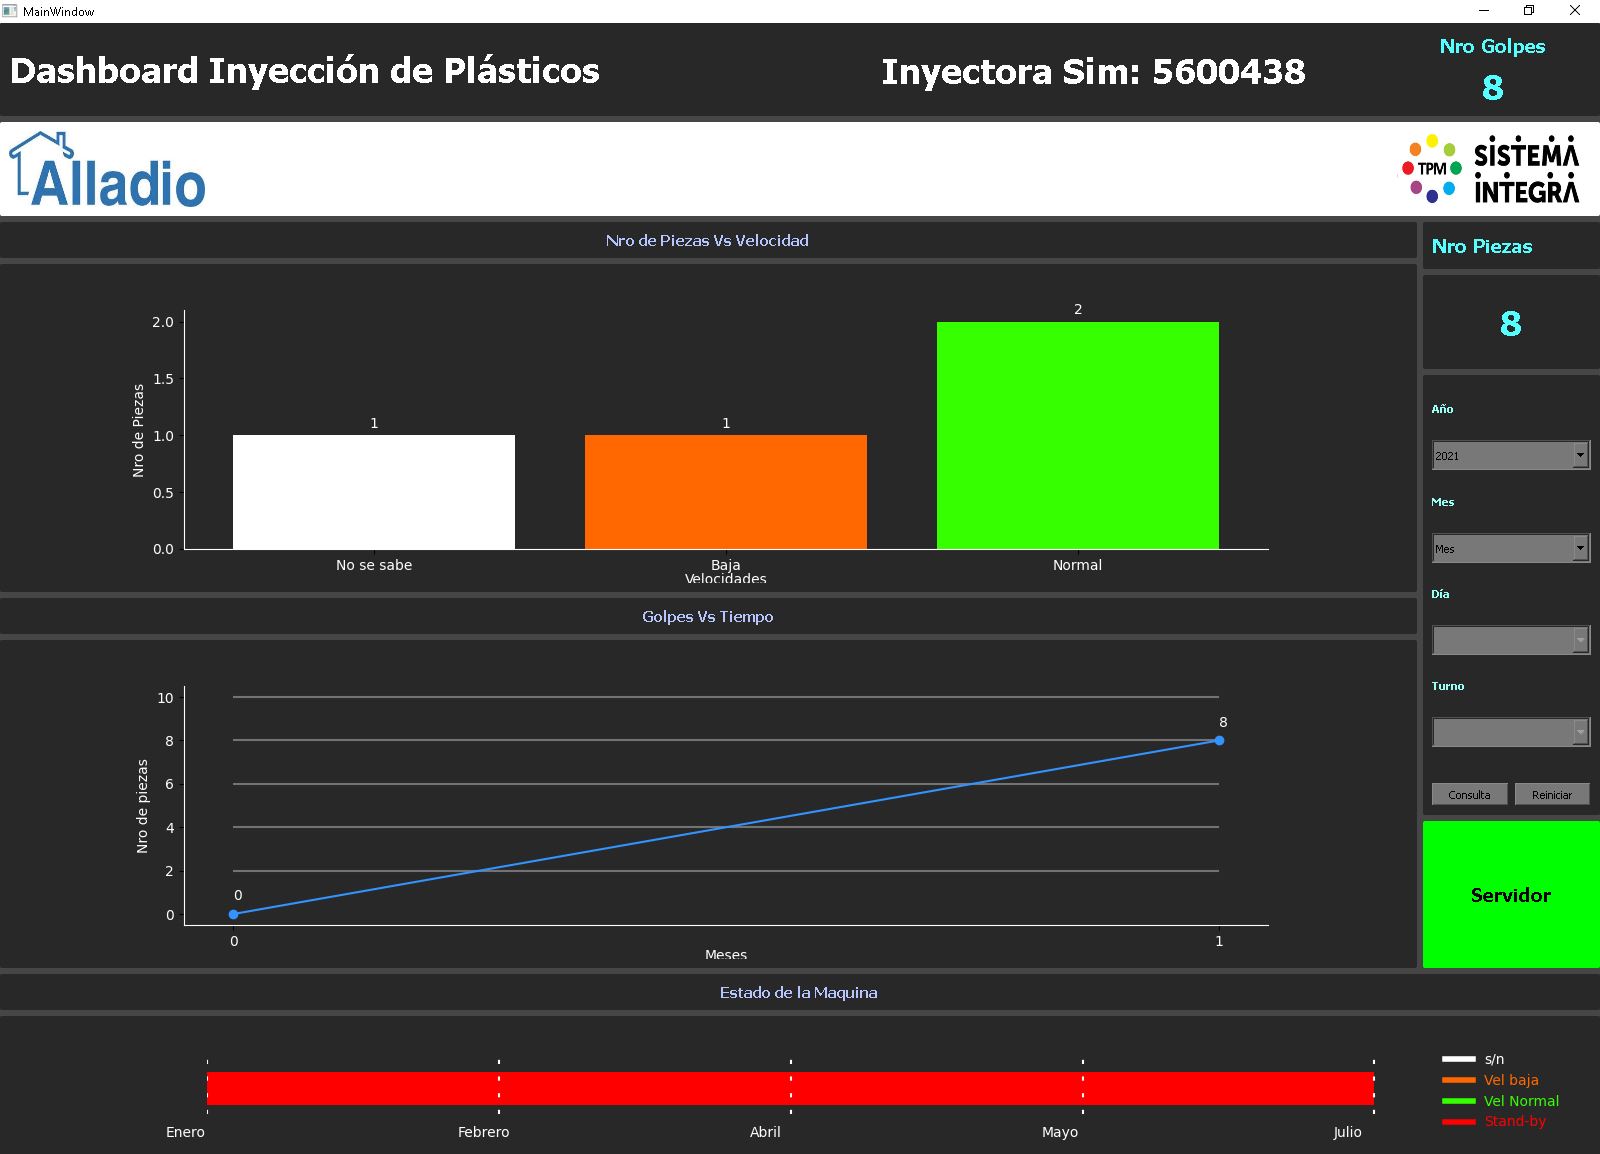 MainWindow
Dashboard Inyección de Plásticos
Inyectora Sim: 5600438
Nro Golpes
8
Alladio
TPM
SISTEMA
INTEGRA
Nro de Piezas Vs Velocidad
2.0
1.5
1.0
0.5
0.0
Nro de Piezas
1
1
2
No se sabe
Baja
Normal
Velocidades
Golpes Vs Tiempo
10
8
6
4
2
0
Nro de piezas
0
8
0
1
Meses
Nro Piezas
8
Año
2021
Mes
Mes
Día
Turno
Consulta
Reiniciar
Servidor
Estado de la Maquina
Enero
Febrero
Abril
Mayo
Julio
s/n
Vel baja
Vel Normal
Stand-by